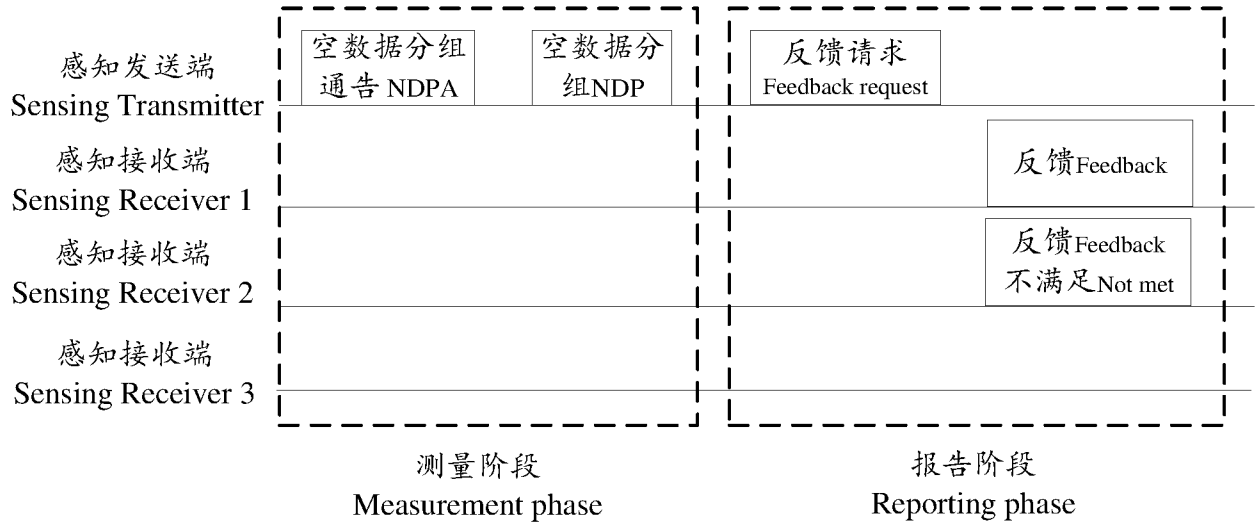 感知发送端
Sensing Transmitter
空数据分组
通告 NDPA
空数据分
组NDP
反馈请求
Feedback request
感知接收端
Sensing Receiver 1
反馈Feedback
感知接收端
Sensing Receiver 2
反馈Feedback
不满足Not met
感知接收端
Sensing Receiver 3
测量阶段
Measurement phase
报告阶段
Reporting phase